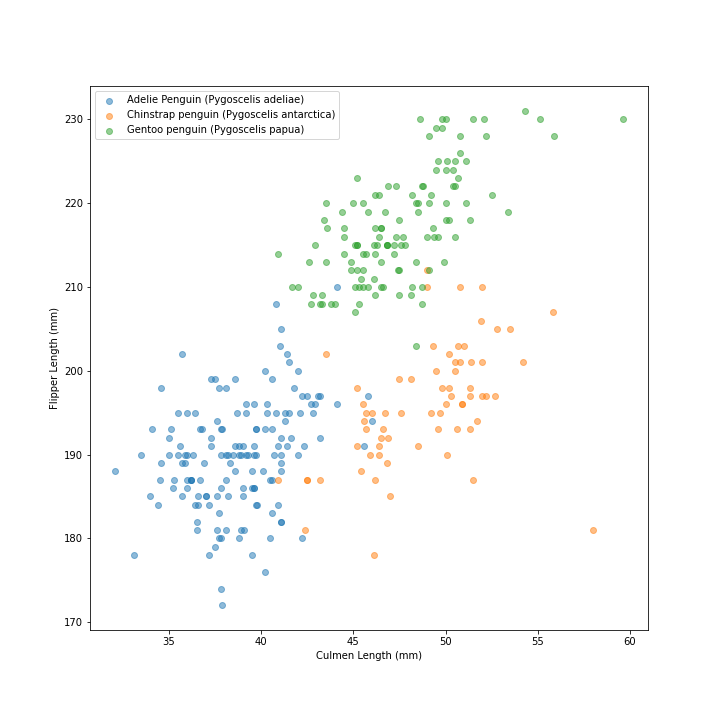 Adelie Penguin (Pygoscelis adeliae)
Chinstrap penguin (Pygoscelis antarctica)
Gentoo penguin (Pygoscelis papua)
230
220
210
200
190
180
170
Flipper Length (mm)
35 40 45 50 55 60
Culmen Length (mm)